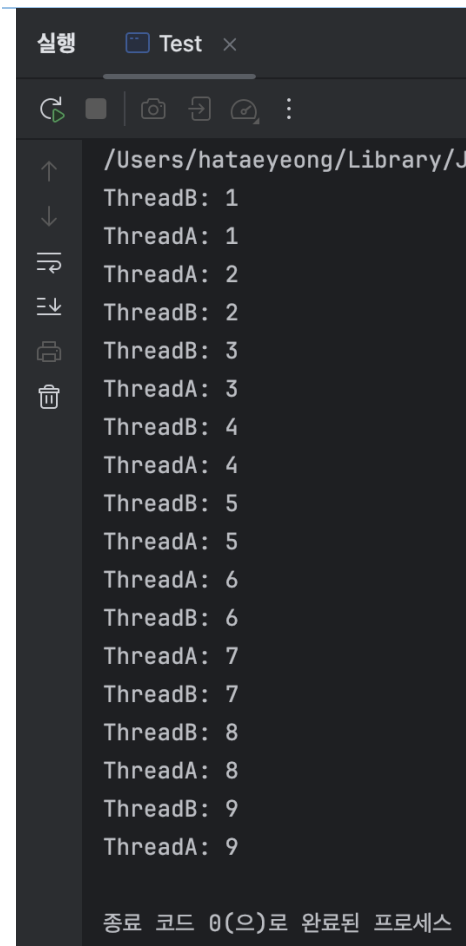 실행 Test
/Users/hataeyeong/Library/J
ThreadB: 1
ThreadA: 1
ThreadA: 2
ThreadB: 2
ThreadB: 3
ThreadA: 3
ThreadB: 4
ThreadA: 4
ThreadB: 5
ThreadA: 5
ThreadA: 6
ThreadB: 6
ThreadA: 7
ThreadB: 7
ThreadB: 8
ThreadA: 8
ThreadB: 9
ThreadA: 9
종료 코드 0(으)로 완료된 프로세스